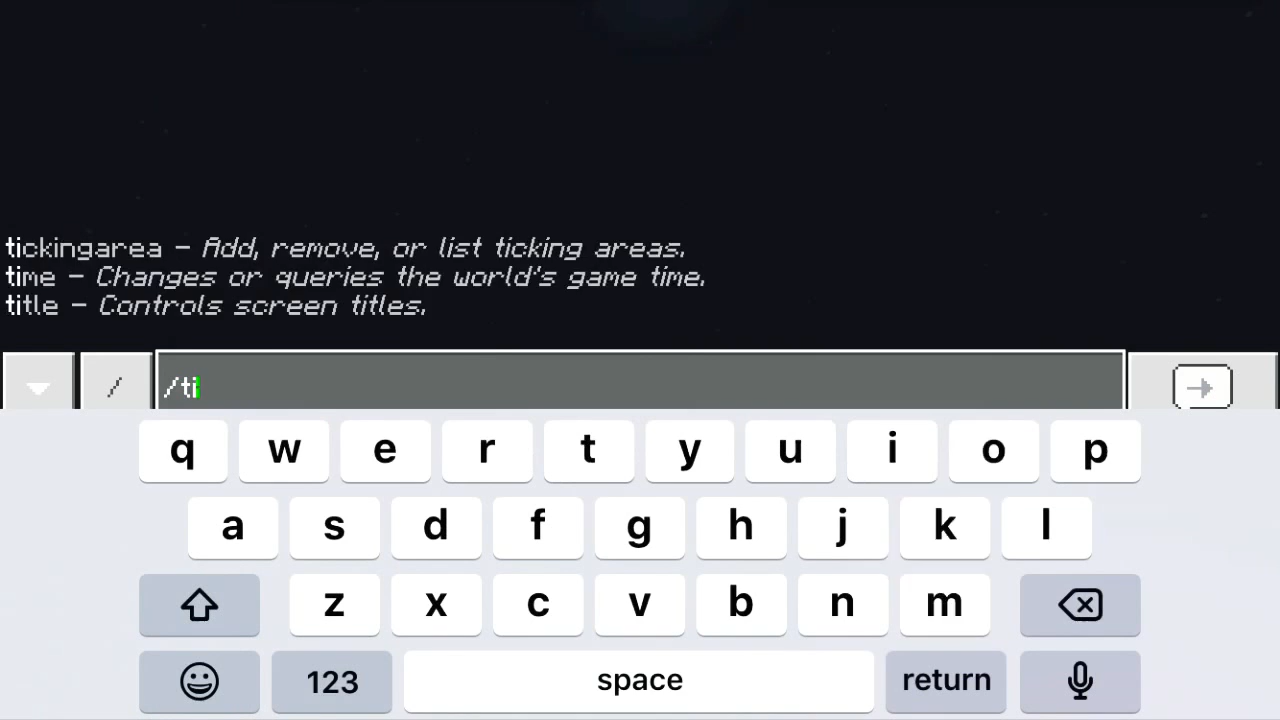 tickingarea – Add, remove, or list ticking areas.
time – Changes or queries the world's game time.
title – Controls screen titles.
/ /ti
q w e r t y u i o p
a s d f g h j k l
z x c v b n m
123 space return